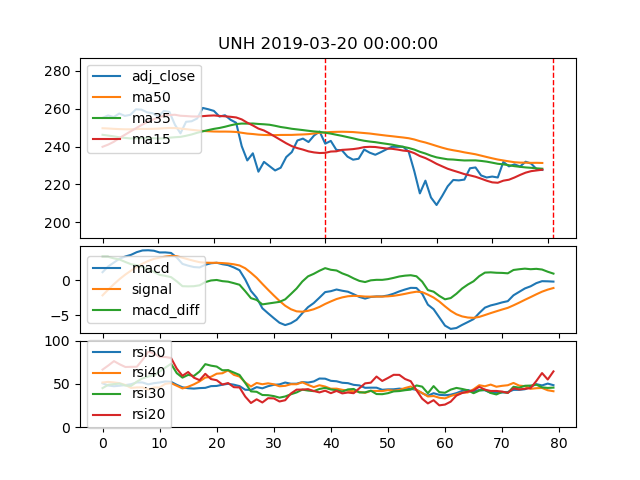 UNH 2019-03-20 00:00:00
280
260
240
220
200
adj_close
ma50
ma35
ma15
0
−5
macd
signal
macd_diff
100
50
0
rsi50
rsi40
rsi30
rsi20
0 10 20 30 40 50 60 70 80